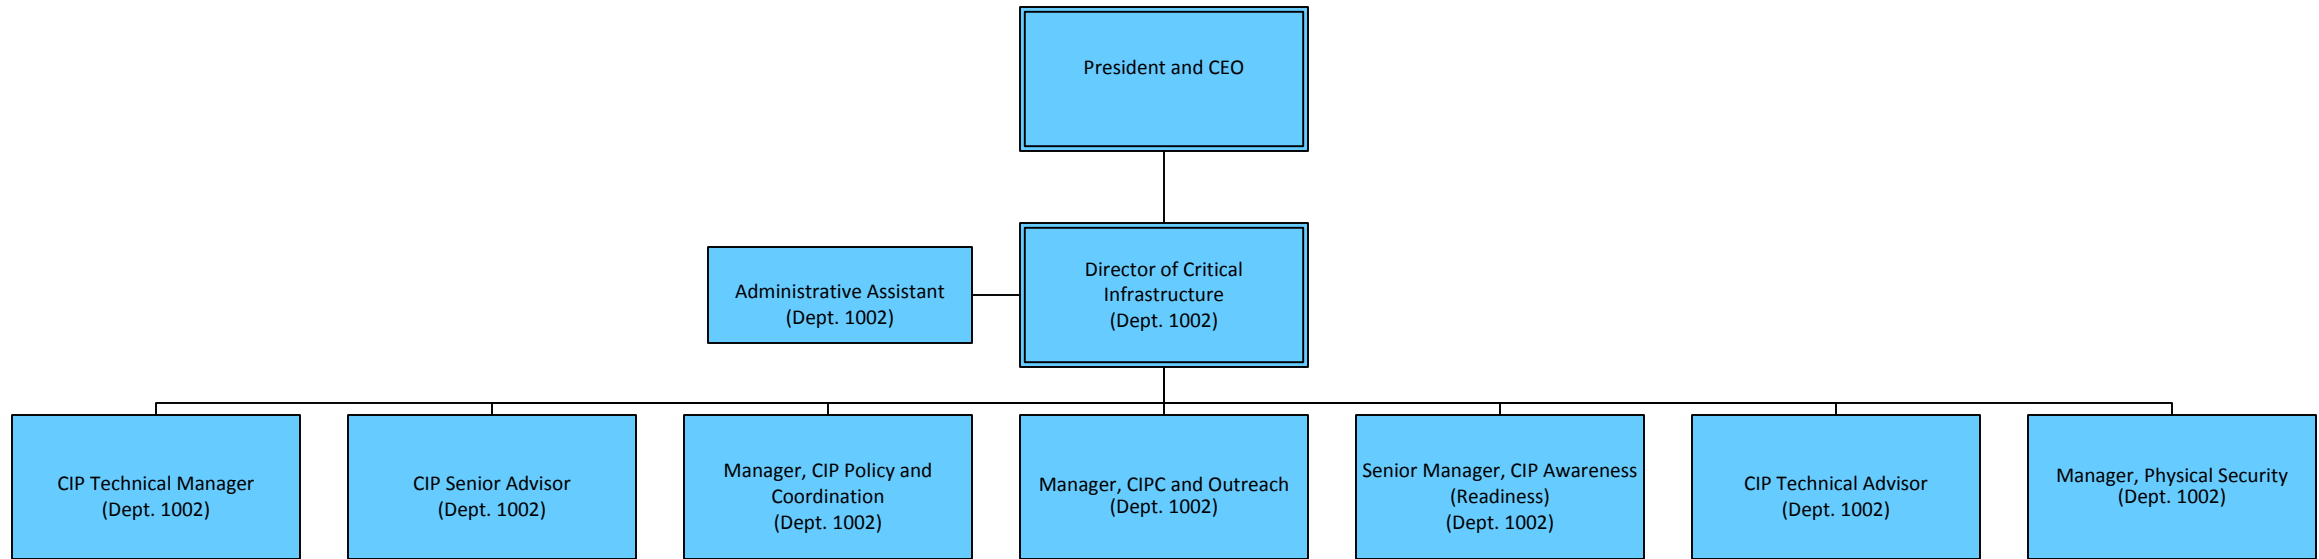 President and CEO
Administrative Assistant
(Dept. 1002)
Director of Critical
Infrastructure
(Dept. 1002)
CIP Technical Manager
(Dept. 1002)
CIP Senior Advisor
(Dept. 1002)
Manager, CIP Policy and
Coordination
(Dept. 1002)
Manager, CIPC and Outreach
(Dept. 1002)
Senior Manager, CIP Awareness
(Readiness)
(Dept. 1002)
CIP Technical Advisor
(Dept. 1002)
Manager, Physical Security
(Dept. 1002)